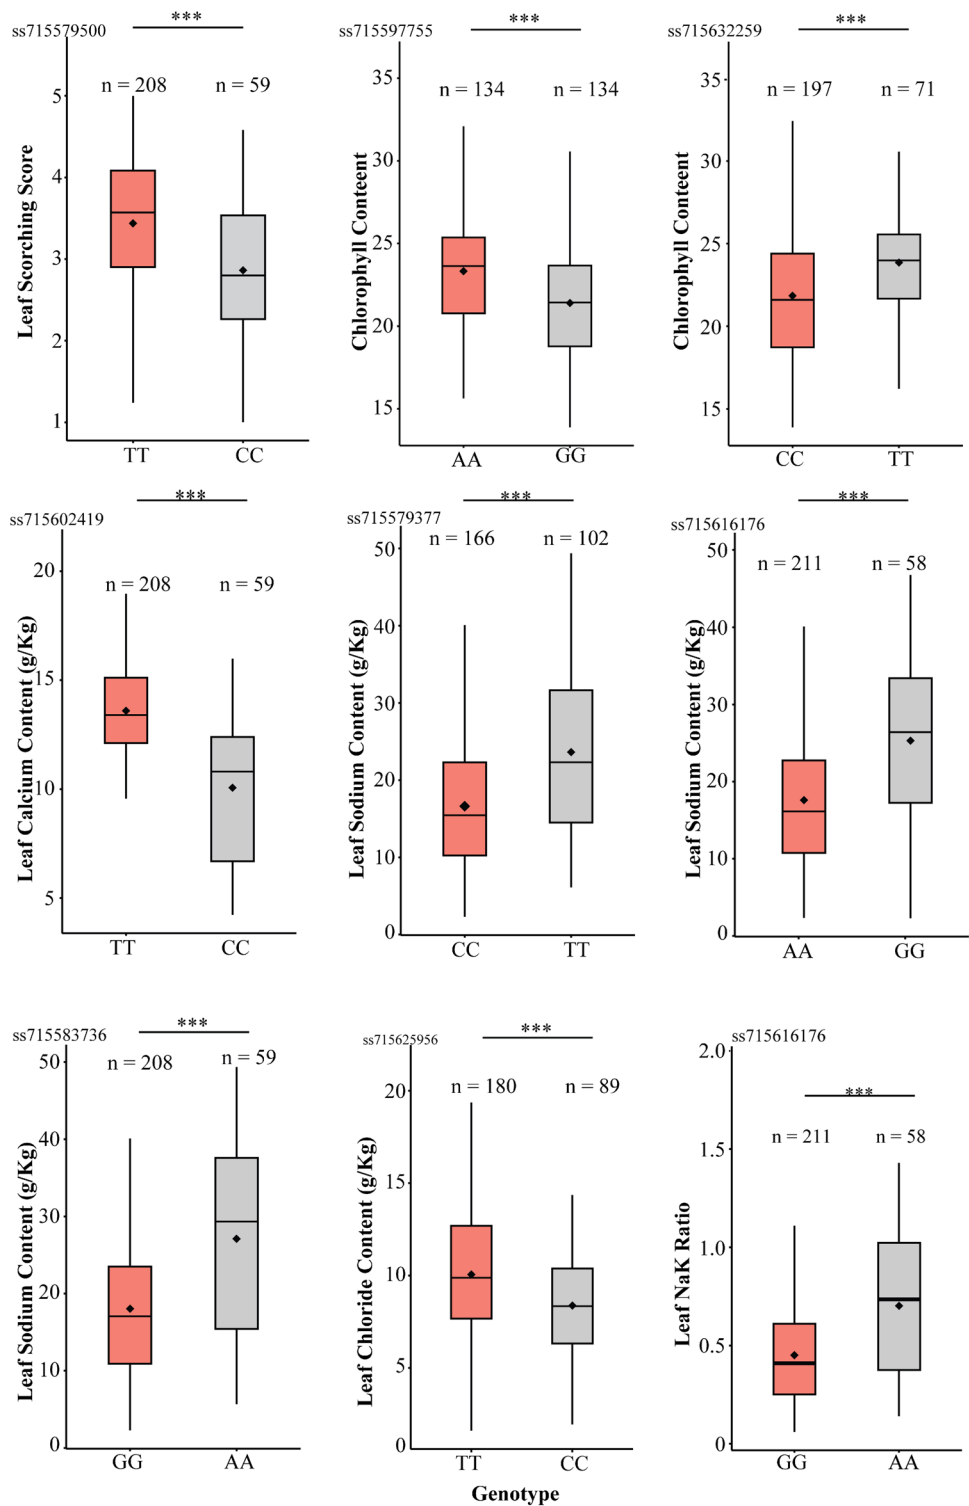 ss715579500
***
n = 208
n = 59
Leaf Scorching Score
5
4
3
2
1
TT
CC
ss715597755
***
n = 134
n = 134
Chlorophyll Conteent
35
30
25
20
15
AA
GG
ss715632259
***
n = 197
n = 71
Chlorophyll Conteent
35
30
25
20
15
CC
TT
ss715602419
***
n = 208
n = 59
Leaf Calcium Content (g/Kg)
20
15
10
5
TT
CC
ss715579377
***
n = 166
n = 102
Leaf Sodium Content (g/Kg)
50
40
30
20
10
0
CC
TT
ss715616176
***
n = 211
n = 58
Leaf Sodium Content (g/Kg)
50
40
30
20
10
0
AA
GG
ss715583736
***
n = 208
n = 59
Leaf Sodium Content (g/Kg)
50
40
30
20
10
0
GG
AA
ss715625956
***
n = 180
n = 89
Leaf Chloride Content (g/Kg)
20
15
10
5
0
TT
CC
ss715616176
***
n = 211
n = 58
Leaf NaK Ratio
2.0
1.5
1.0
0.5
0
GG
AA
Genotype